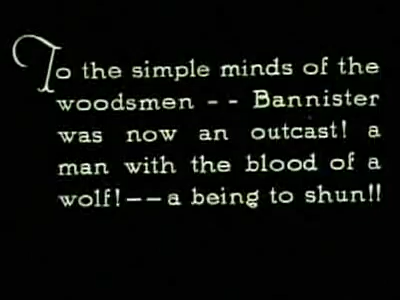 To the simple minds of the
woodsmen - - Bannister
was now an outcast! a
man with the blood of a
wolf! -- a being to shun!!